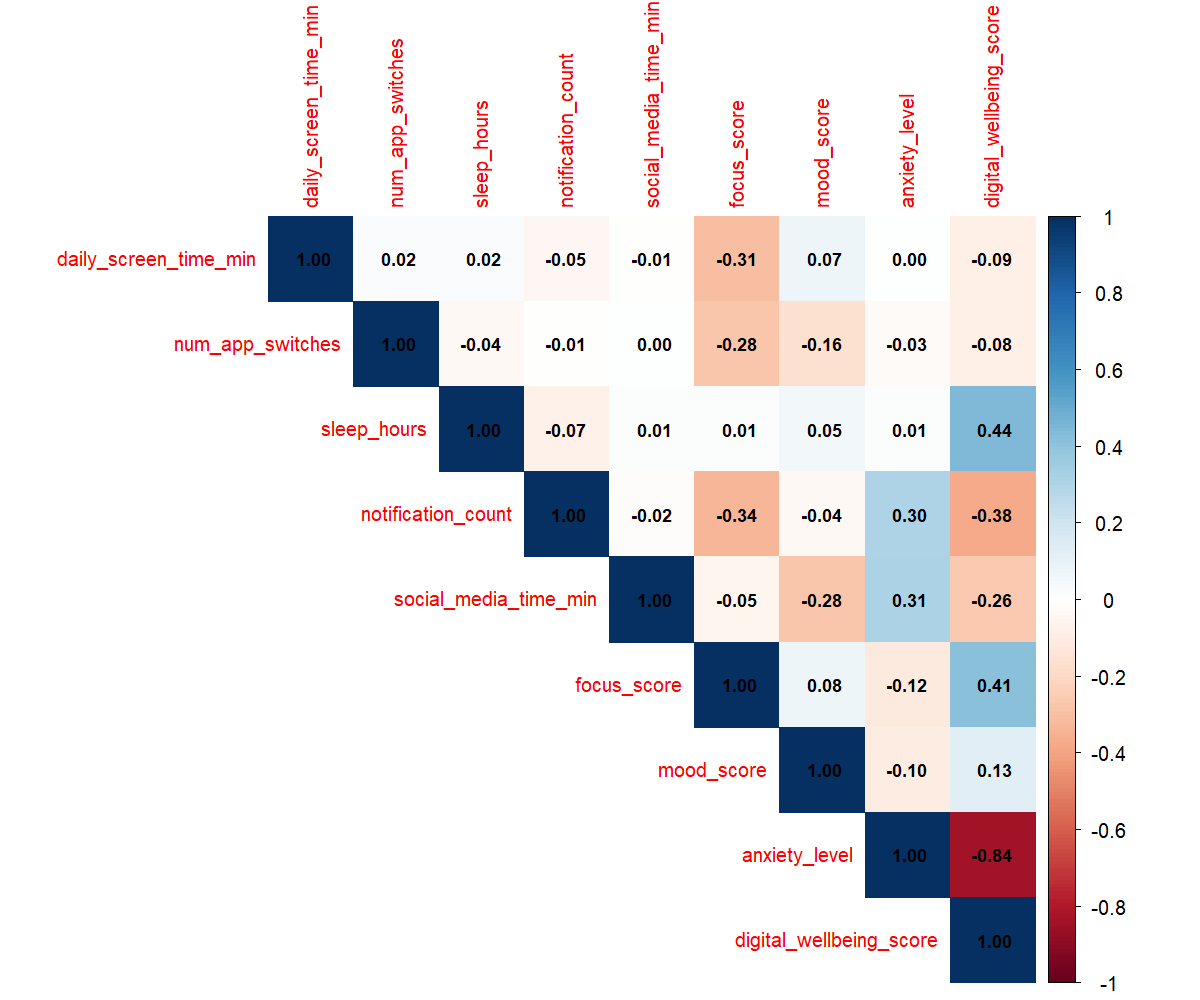 daily_screen_time_min
num_app_switches
sleep_hours
notification_count
social_media_time_min
focus_score
mood_score
anxiety_level
digital_wellbeing_score
daily_screen_time_min 1.00 0.02 0.02 -0.05 -0.01 -0.31 0.07 0.00 -0.09
num_app_switches 1.00 -0.04 -0.01 0.00 -0.28 -0.16 -0.03 -0.08
sleep_hours 1.00 -0.07 0.01 0.01 0.05 0.01 0.44
notification_count 1.00 -0.02 -0.34 -0.04 0.30 -0.38
social_media_time_min 1.00 -0.05 -0.28 0.31 -0.26
focus_score 1.00 0.08 -0.12 0.41
mood_score 1.00 -0.10 0.13
anxiety_level 1.00 -0.84
digital_wellbeing_score 1.00
1
0.8
0.6
0.4
0.2
0
-0.2
-0.4
-0.6
-0.8
-1